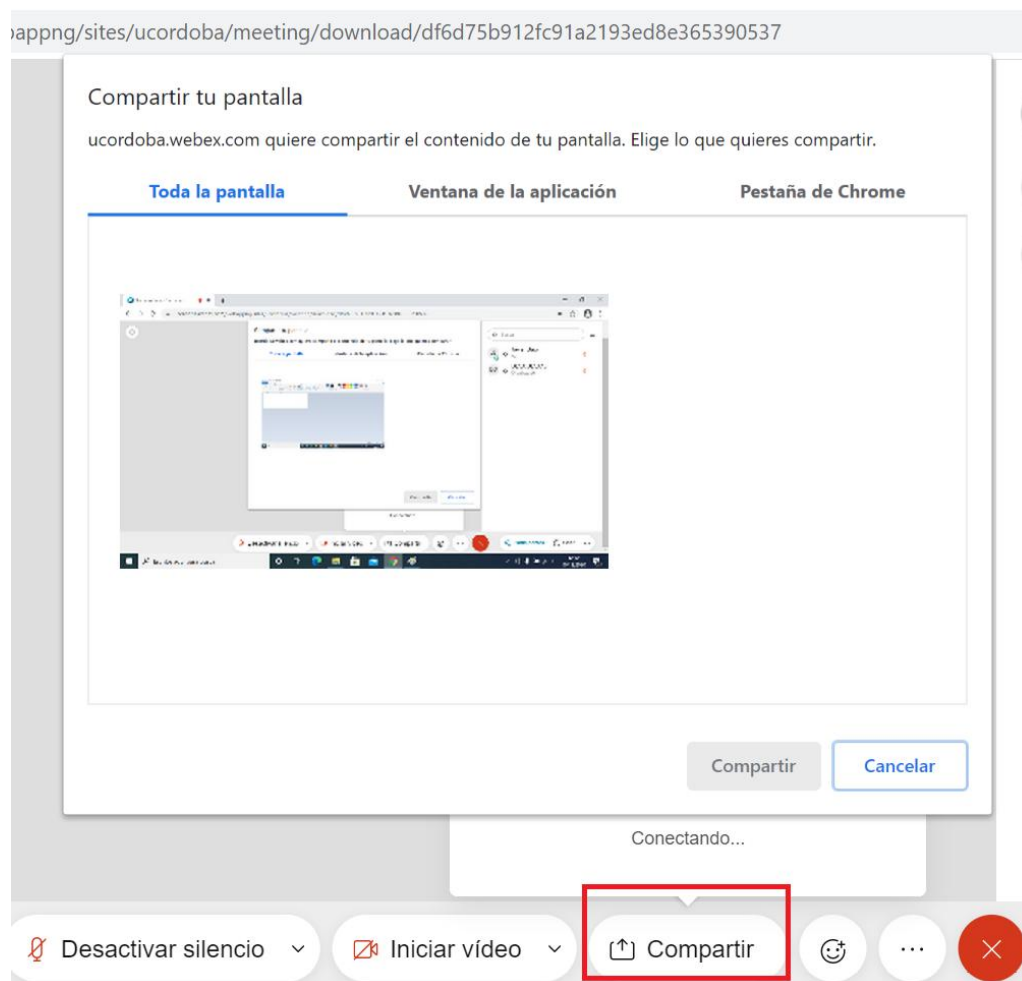 appng/sites/ucordoba/meeting/download/df6d75b912fc91a2193ed8e365390537
Compartir tu pantalla
ucordoba.webex.com quiere compartir el contenido de tu pantalla. Elige lo que quieres compartir.
Toda la pantalla Ventana de la aplicación Pestaña de Chrome
Compartir Cancelar
Conectando...
Desactivar silencio Iniciar vídeo Compartir ...